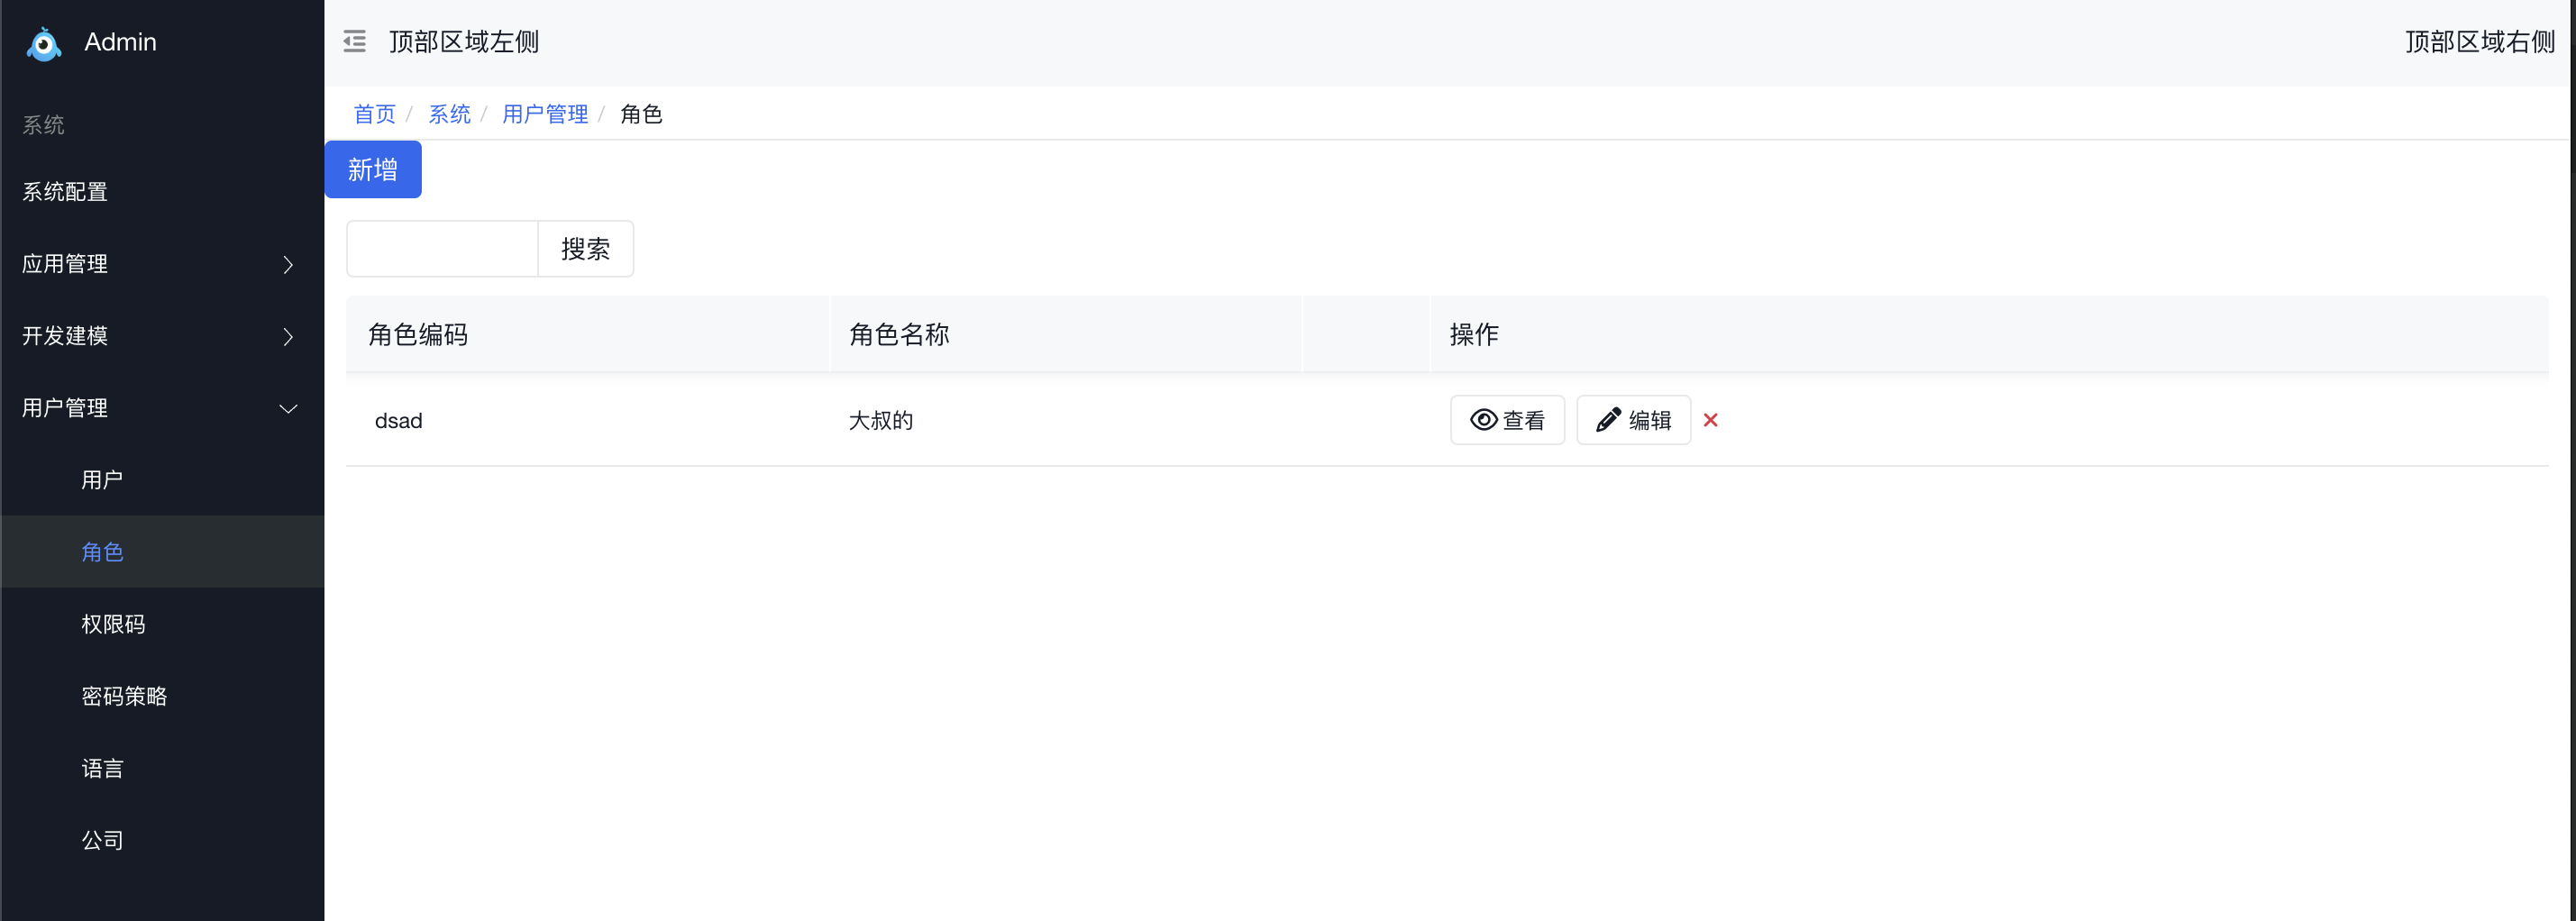 Admin
系统
系统配置
应用管理
开发建模
用户管理
用户
角色
权限码
密码策略
语言
公司
顶部区域左侧
顶部区域右侧
首页 / 系统 / 用户管理 / 角色
新增
搜索
角色编码 角色名称 操作
dsad 大叔的 查看 编辑